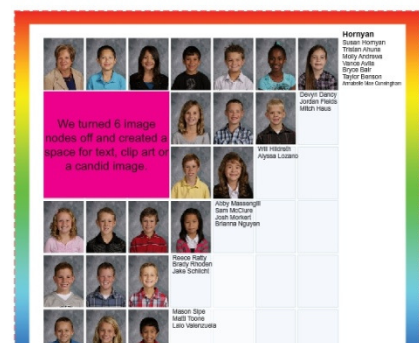 Hornyan
Susan Hornyan
Tristan Ahuna
Molly Andrews
Vance Avila
Bryce Bair
Taylor Benson
We turned 6 image
nodes off and created a
space for text, clip art or
a candid image.
Devyn Dancy
Jordan Fields
Mitch Haus
Will Hildreth
Alyssa Lozano
Abby Massangill
Sam McClure
Josh Morkert
Brianna Nguyen
Reece Ratty
Brady Rhoden
Jake Schlichl
Mason Sipe
Matti Toone
Lalo Valenzuela